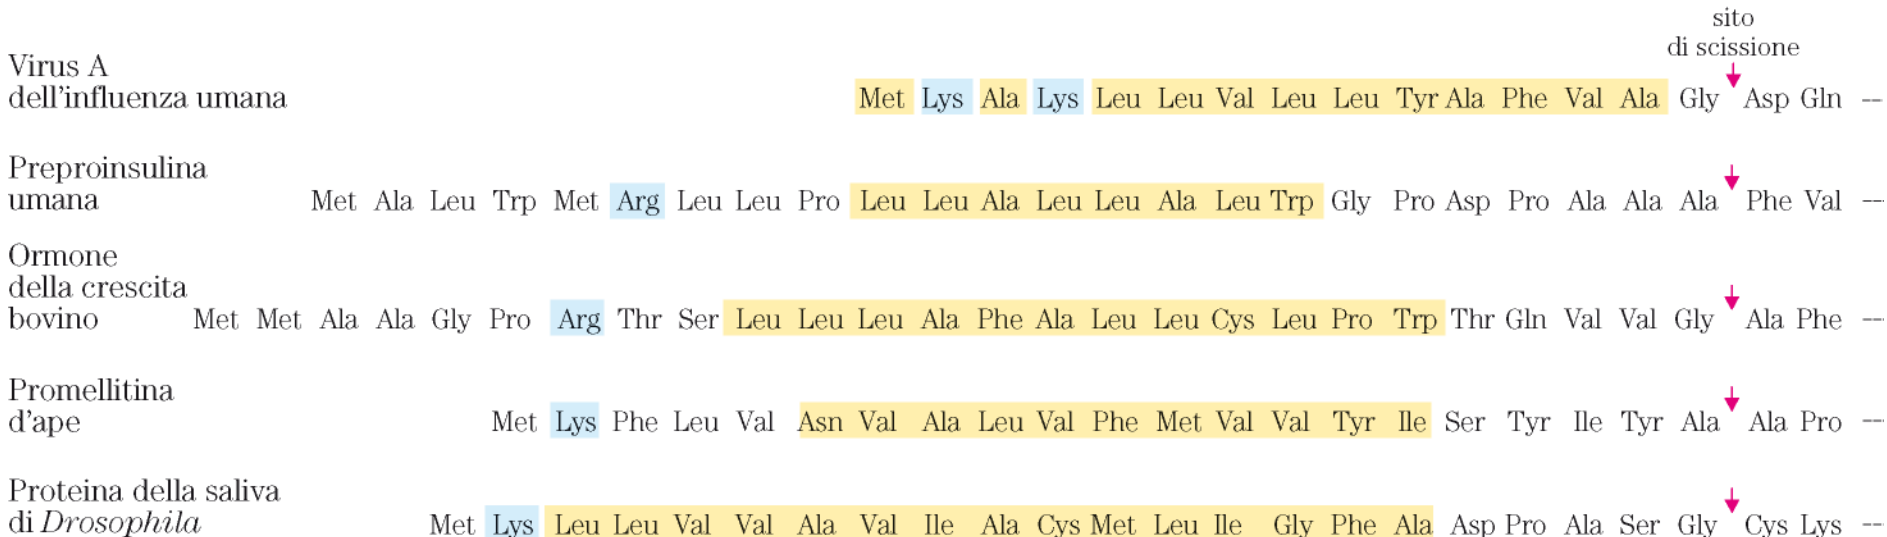 sito
di scissione
Virus A
dell'influenza umana
Met Lys Ala Lys Leu Leu Val Leu Leu Tyr Ala Phe Val Ala Gly Asp Gln --
Preproinsulina
umana
Met Ala Leu Trp Met Arg Leu Leu Pro Leu Leu Ala Leu Leu Ala Leu Trp Gly Pro Asp Pro Ala Ala Ala Phe Val --
Ormone
della crescita
bovino
Met Met Ala Ala Gly Pro Arg Thr Ser Leu Leu Leu Ala Phe Ala Leu Leu Cys Leu Pro Trp Thr Gln Val Val Gly Ala Phe --
Promellitina
d'ape
Met Lys Phe Leu Val Asn Val Ala Leu Val Phe Met Val Val Tyr Ile Ser Tyr Ile Tyr Ala Ala Pro --
Proteina della saliva
di Drosophila
Met Lys Leu Leu Val Val Ala Val Ile Ala Cys Met Leu Ile Gly Phe Ala Asp Pro Ala Ser Gly Cys Lys --